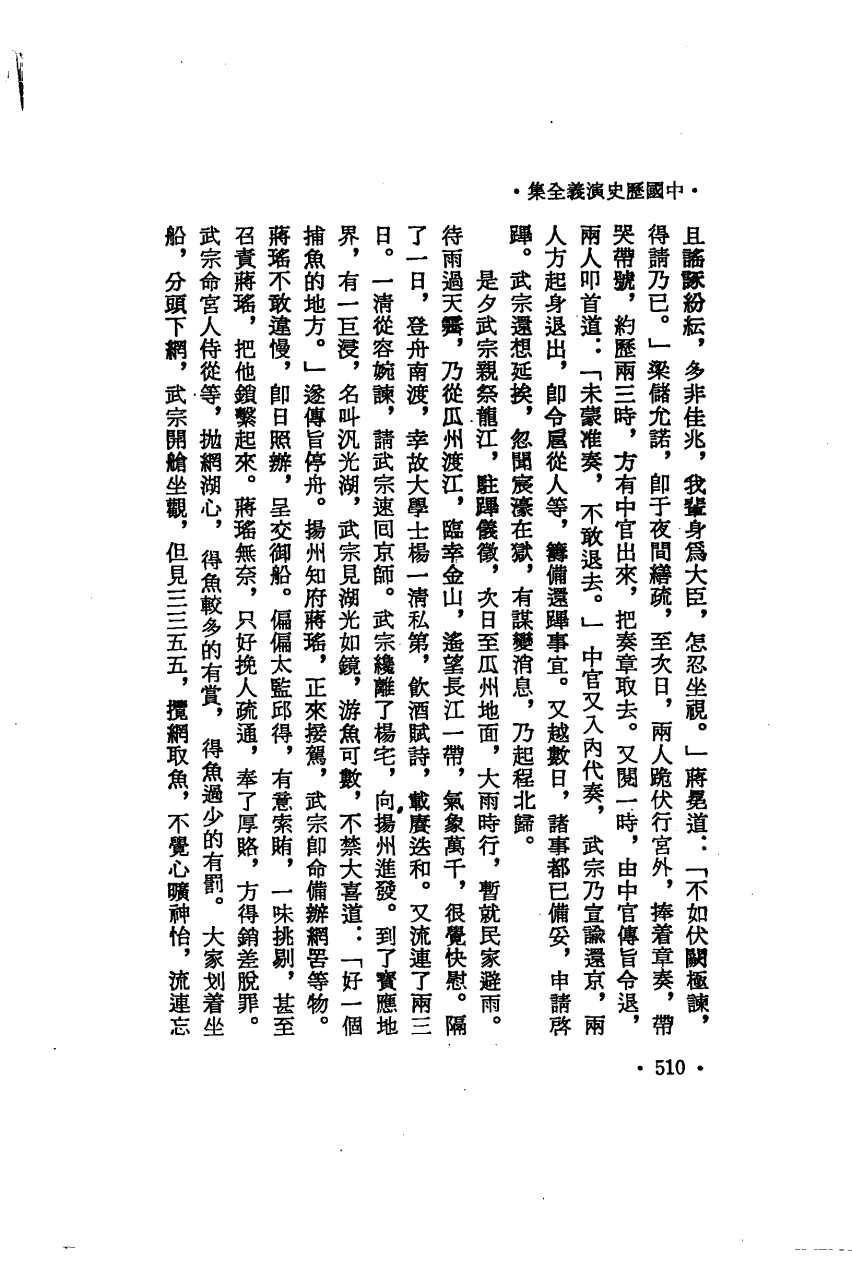 •中國歷史演義全集•
且謠諑紛紜，多非佳兆，我輩身爲大臣，怎忍坐視。」蔣冕道：「不如伏闕極諫，
得請乃已。」梁儲允諾，卽于夜間繕疏，至次日，兩人跪伏行宮外，捧着章奏，帶
哭帶號，約歷兩三時，方有中官出來，把奏章取去。又閱一時，由中官傳旨令退，
兩人叩首道：「未蒙准奏，不敢退去。」中官又入內代奏，武宗乃宣諭還京，兩
人方起身退出，卽令扈從人等，籌備還蹕事宜。又越數日，諸事都已備妥，申請啓
蹕。武宗還想延挨，忽聞宸濠在獄，有謀變消息，乃起程北歸。
是夕武宗親祭龍江，駐蹕儀徵，次日至瓜州地面，大雨時行，暫就民家避雨。
待雨過天霽，乃從瓜州渡江，臨幸金山，遙望長江一帶，氣象萬千，很覺快慰。隔
了一日，登舟南渡，幸故大學士楊一清私第，飲酒賦詩，載賡迭和。又流連了兩三
日。一清從容婉諫，請武宗速回京師。武宗纔離了楊宅，向揚州進發。到了寶應地
界，有一巨浸，名叫汎光湖，武宗見湖光如鏡，游魚可數，不禁大喜道：「好一個
捕魚的地方。」遂傳旨停舟。揚州知府蔣瑤，正來接駕，武宗卽命備辦網罟等物。
蔣瑤不敢違慢，卽日照辦，呈交御船。偏偏太監邱得，有意索賄，一味挑剔，甚至
召責蔣瑤，把他鎖繫起來。蔣瑤無奈，只好挽人疏通，奉了厚賂，方得銷差脫罪。
武宗命宮人侍從等，拋網湖心，得魚較多的有賞，得魚過少的有罰。大家划着坐
船，分頭下網，武宗開艙坐觀，但見三三五五，攬網取魚，不覺心曠神怡，流連忘
•510•